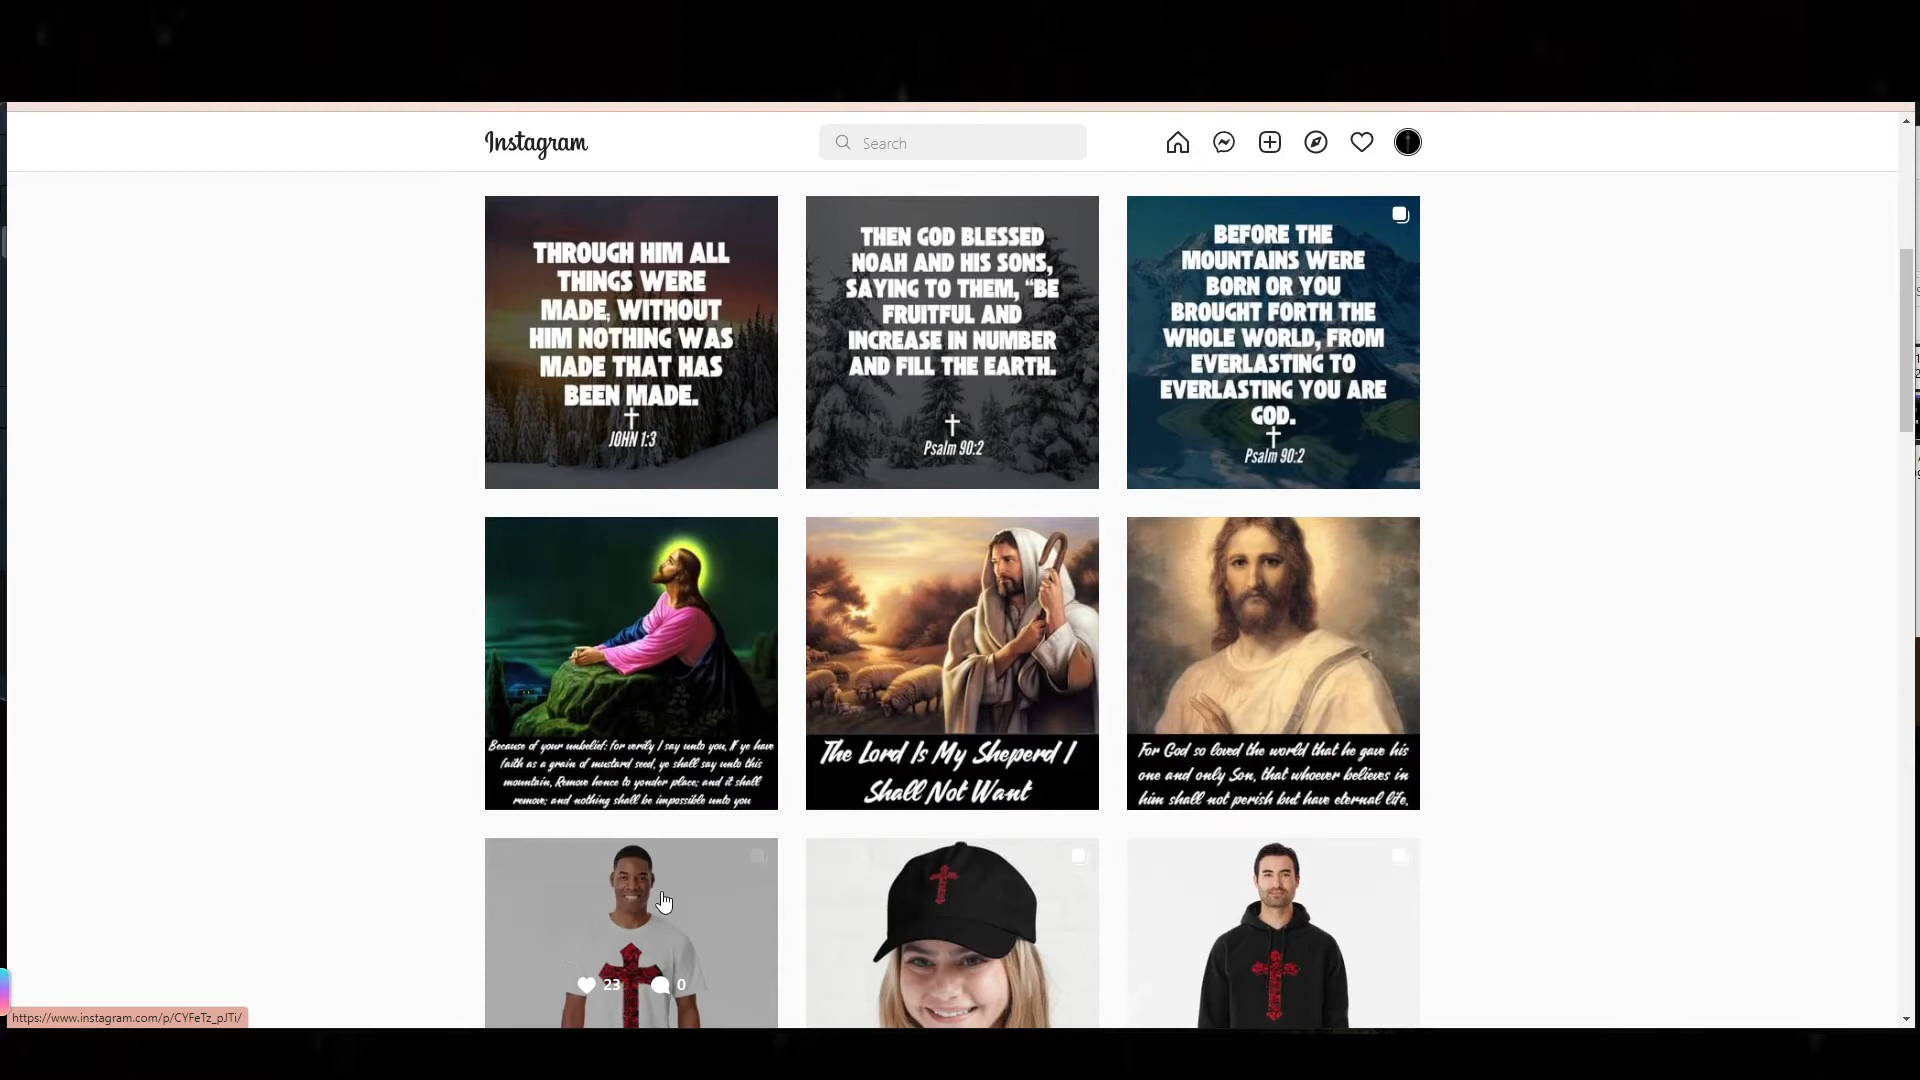 Instagram
Search
THROUGH HIM ALL
THINGS WERE
MADE; WITHOUT
HIM NOTHING WAS
MADE THAT HAS
BEEN MADE.
JOHN 1:3
THEN GOD BLESSED
NOAH AND HIS SONS,
SAYING TO THEM, “BE
FRUITFUL AND
INCREASE IN NUMBER
AND FILL THE EARTH.
Psalm 90:2
BEFORE THE
MOUNTAINS WERE
BORN OR YOU
BROUGHT FORTH THE
WHOLE WORLD, FROM
EVERLASTING TO
EVERLASTING YOU ARE
GOD.
Psalm 90:2
Because of your unbelief: for verily I say unto you, If ye have
faith as a grain of mustard seed, ye shall say unto this
mountain, Remove hence to yonder place; and it shall
remove; and nothing shall be impossible unto you
The Lord Is My Sheperd I
Shall Not Want
For God so loved the world that he gave his
one and only Son, that whoever believes in
him shall not perish but have eternal life.
23 0
https://www.instagram.com/p/CYFeTz_pJTi/